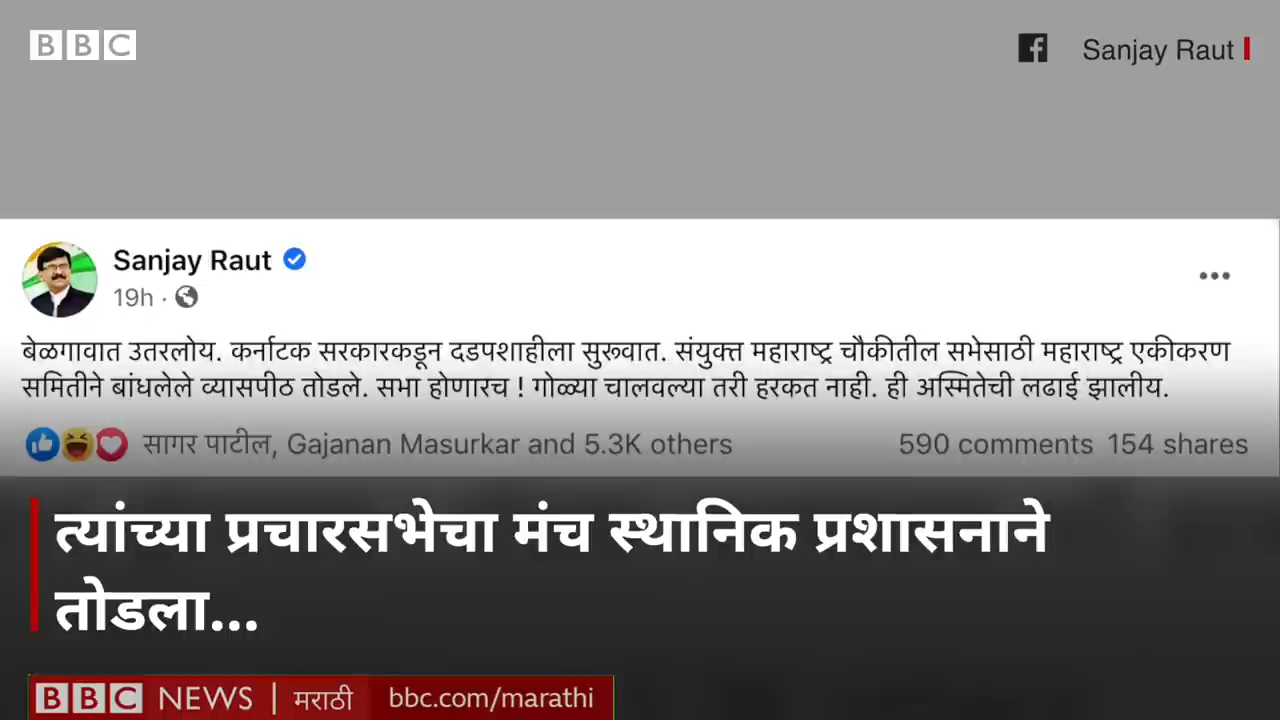 BBC
Sanjay Raut
Sanjay Raut
19h ·
बेळगावात उतरलोय. कर्नाटक सरकारकडून दडपशाहीला सुरूवात. संयुक्त महाराष्ट्र चौकीतील सभेसाठी महाराष्ट्र एकीकरण
समितीने बांधलेले व्यासपीठ तोडले. सभा होणारच ! गोळ्या चालवल्या तरी हरकत नाही. ही अस्मितेची लढाई झालीय.
सागर पाटील, Gajanan Masurkar and 5.3K others 590 comments 154 shares
त्यांच्या प्रचारसभेचा मंच स्थानिक प्रशासनाने
तोडला...
BBC NEWS | मराठी bbc.com/marathi